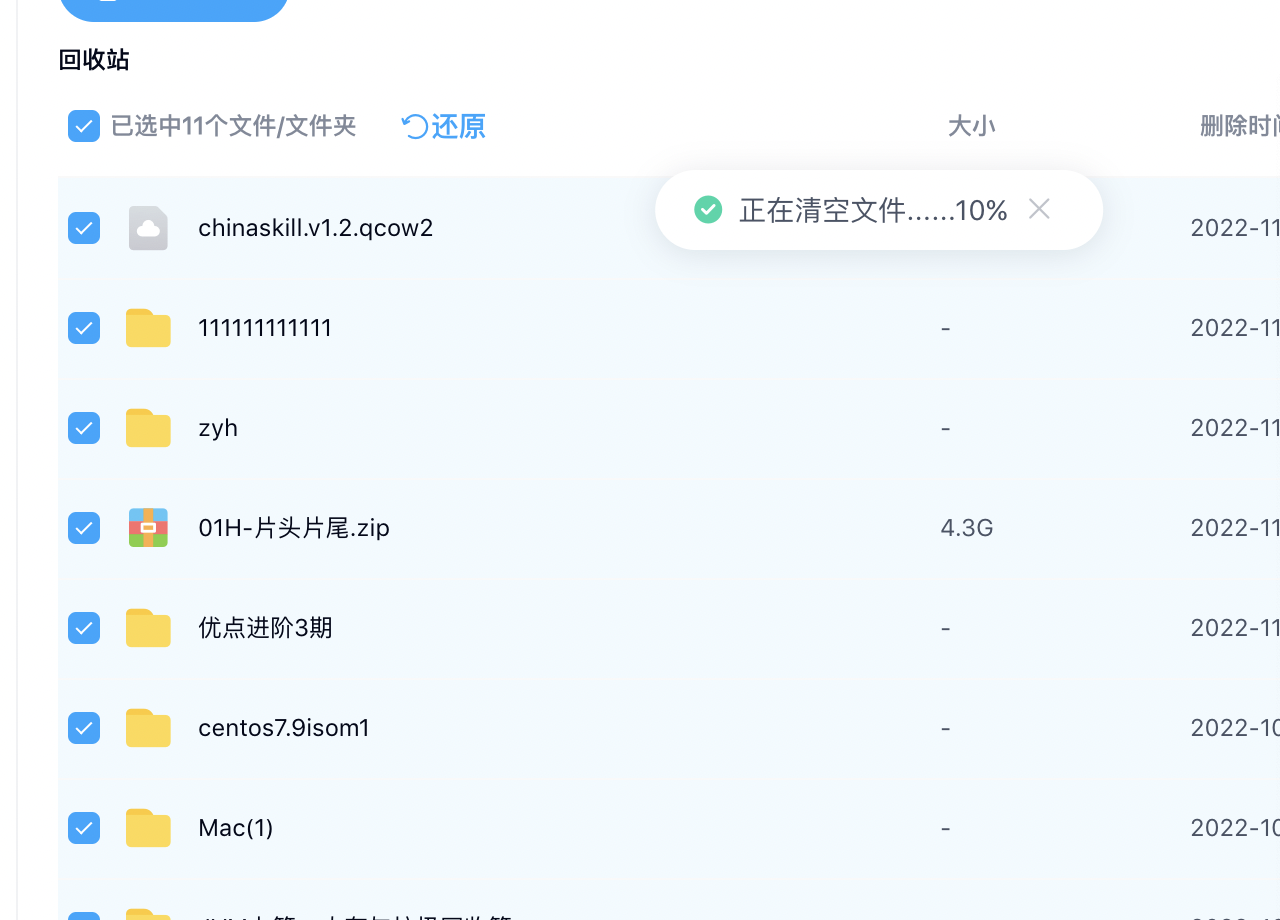 回收站
已选中11个文件/文件夹 还原 大小 删除时间
正在清空文件......10%
chinaskill.v1.2.qcow2 2022-11
111111111111 - 2022-11
zyh - 2022-11
01H-片头片尾.zip 4.3G 2022-11
优点进阶3期 - 2022-11
centos7.9isom1 - 2022-10
Mac(1) - 2022-10